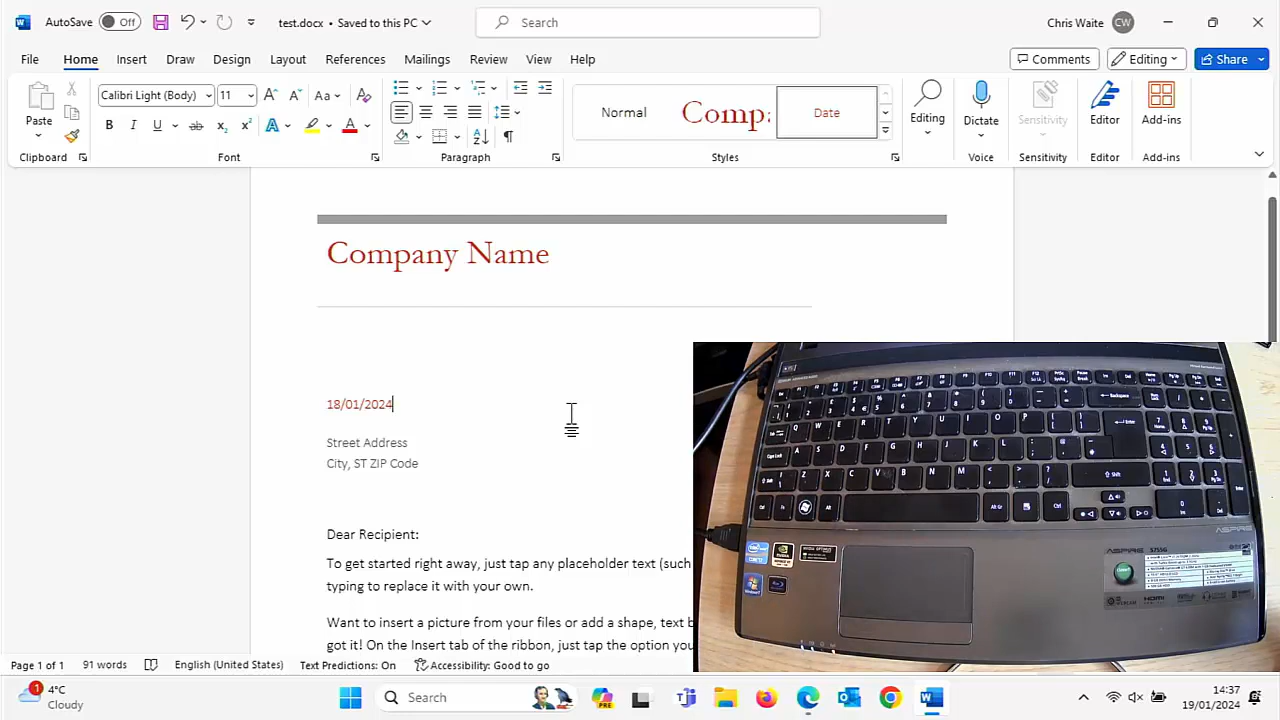 AutoSave Off test.docx • Saved to this PC Search Chris Waite CW
File Home Insert Draw Design Layout References Mailings Review View Help Comments Editing Share
Paste Calibri Light (Body) 11 Aa Normal Comp Date Editing Dictate Sensitivity Editor Add-ins
Clipboard Font Paragraph Styles Voice Sensitivity Editor Add-ins
Company Name
18/01/2024
Street Address
City, ST ZIP Code
Dear Recipient:
To get started right away, just tap any placeholder text (such
typing to replace it with your own.
Want to insert a picture from your files or add a shape, text b
got it! On the Insert tab of the ribbon, just tap the option you
ASPIRE 5755G
Page 1 of 1 91 words English (United States) Text Predictions: On Accessibility: Good to go
1 4°C
Cloudy
Search
PRE
14:37
19/01/2024